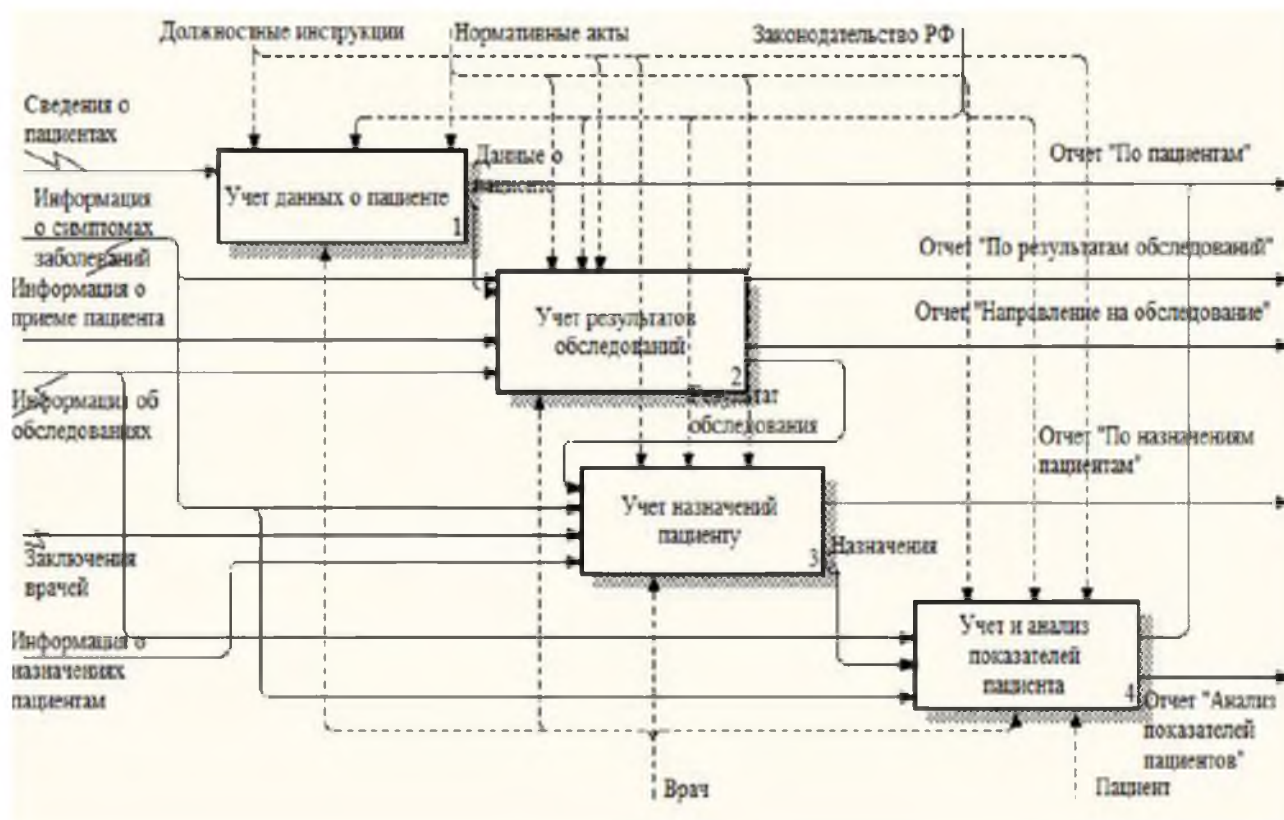 Должностные инструкции
Нормативные акты
Законодательство РФ
Сведения о
пациентах
Данные о
пациенте
Отчет "По пациентам"
Учет данных о пациенте
1
Информация
о симптомах
заболеваний
Отчет "По результатам обследований"
Информация о
приеме пациента
Отчет "Направление на обследование"
Учет результатов
обследований
2
Информация об
обследованиях
Результат
обследования
Отчет "По назначениям
пациентам"
Учет назначений
пациенту
3
Назначения
Заключения
врачей
Информация о
назначениях
пациентам
Учет и анализ
показателей
пациента
4
Отчет "Анализ
показателей
пациентов"
Врач
Пациент